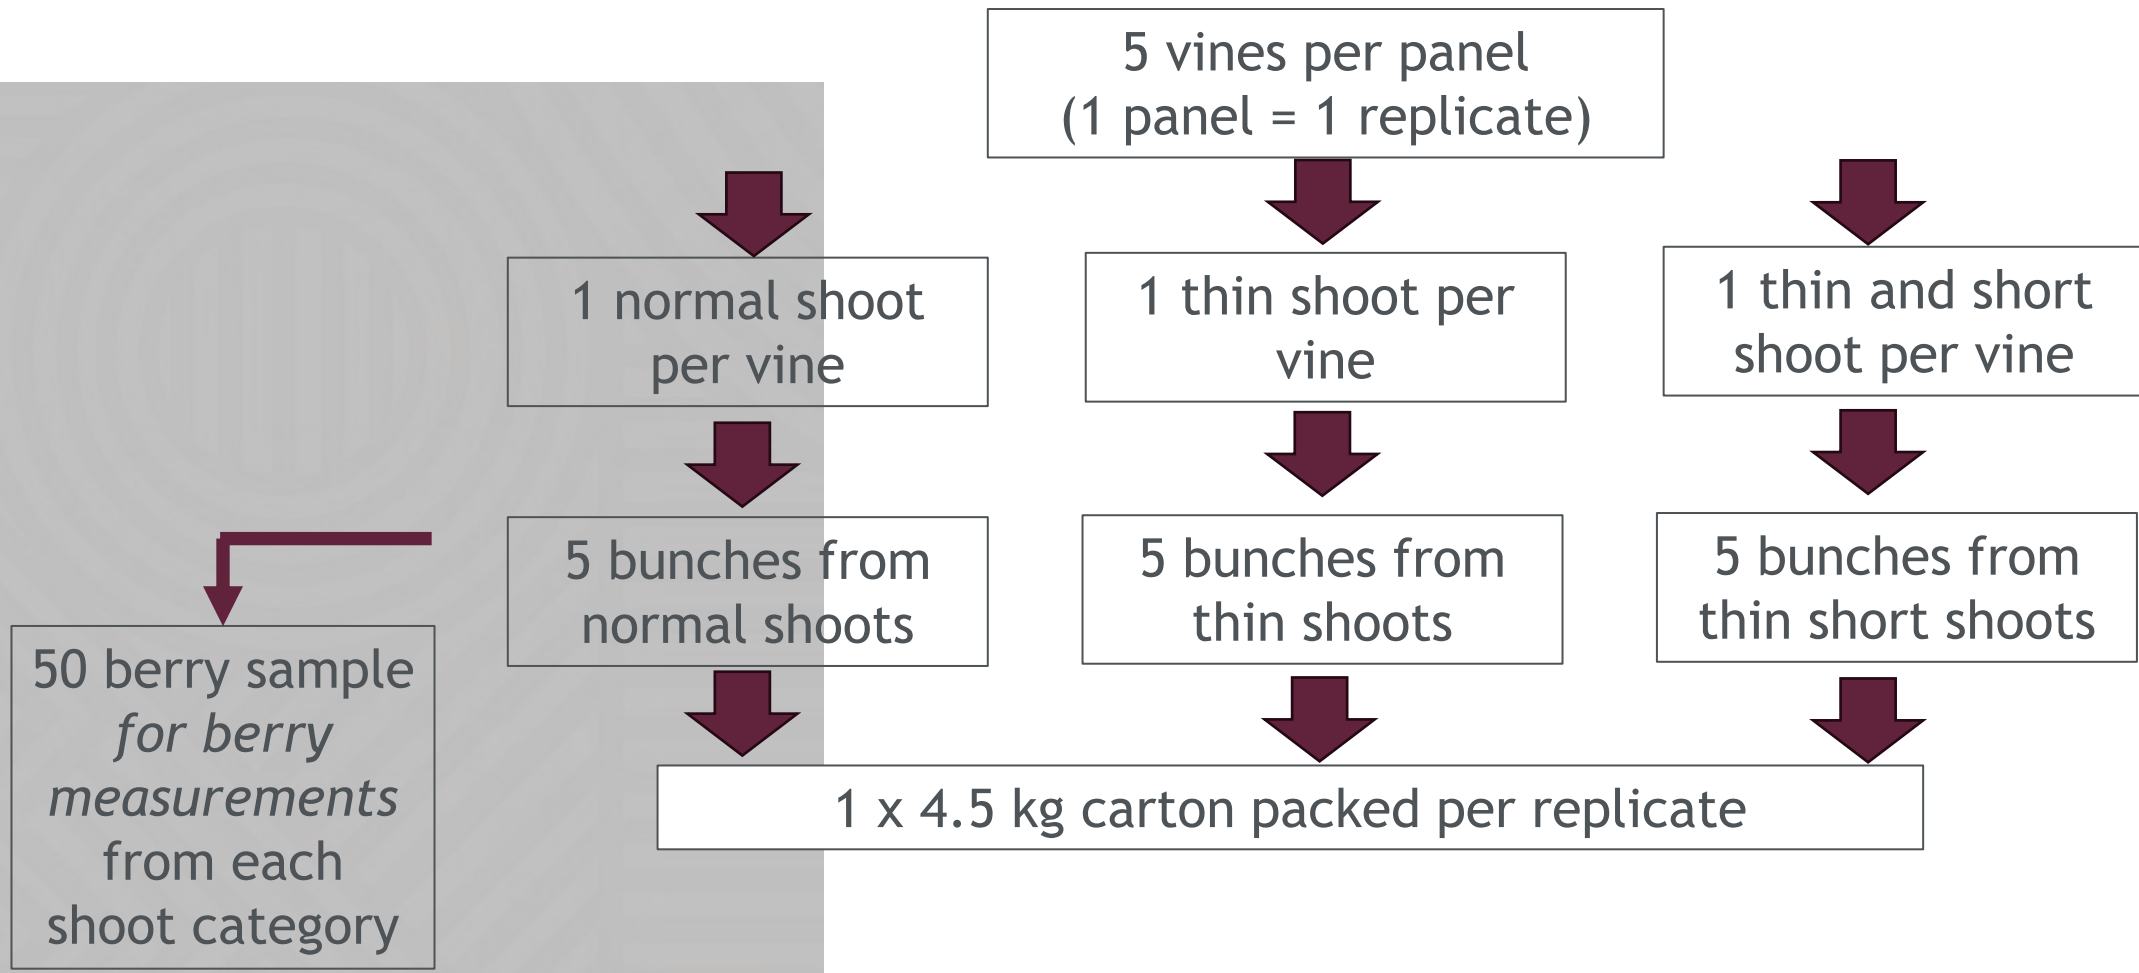 5 vines per panel
(1 panel = 1 replicate)
1 normal shoot
per vine
1 thin shoot per
vine
1 thin and short
shoot per vine
5 bunches from
normal shoots
5 bunches from
thin shoots
5 bunches from
thin short shoots
50 berry sample
for berry
measurements
from each
shoot category
1 x 4.5 kg carton packed per replicate